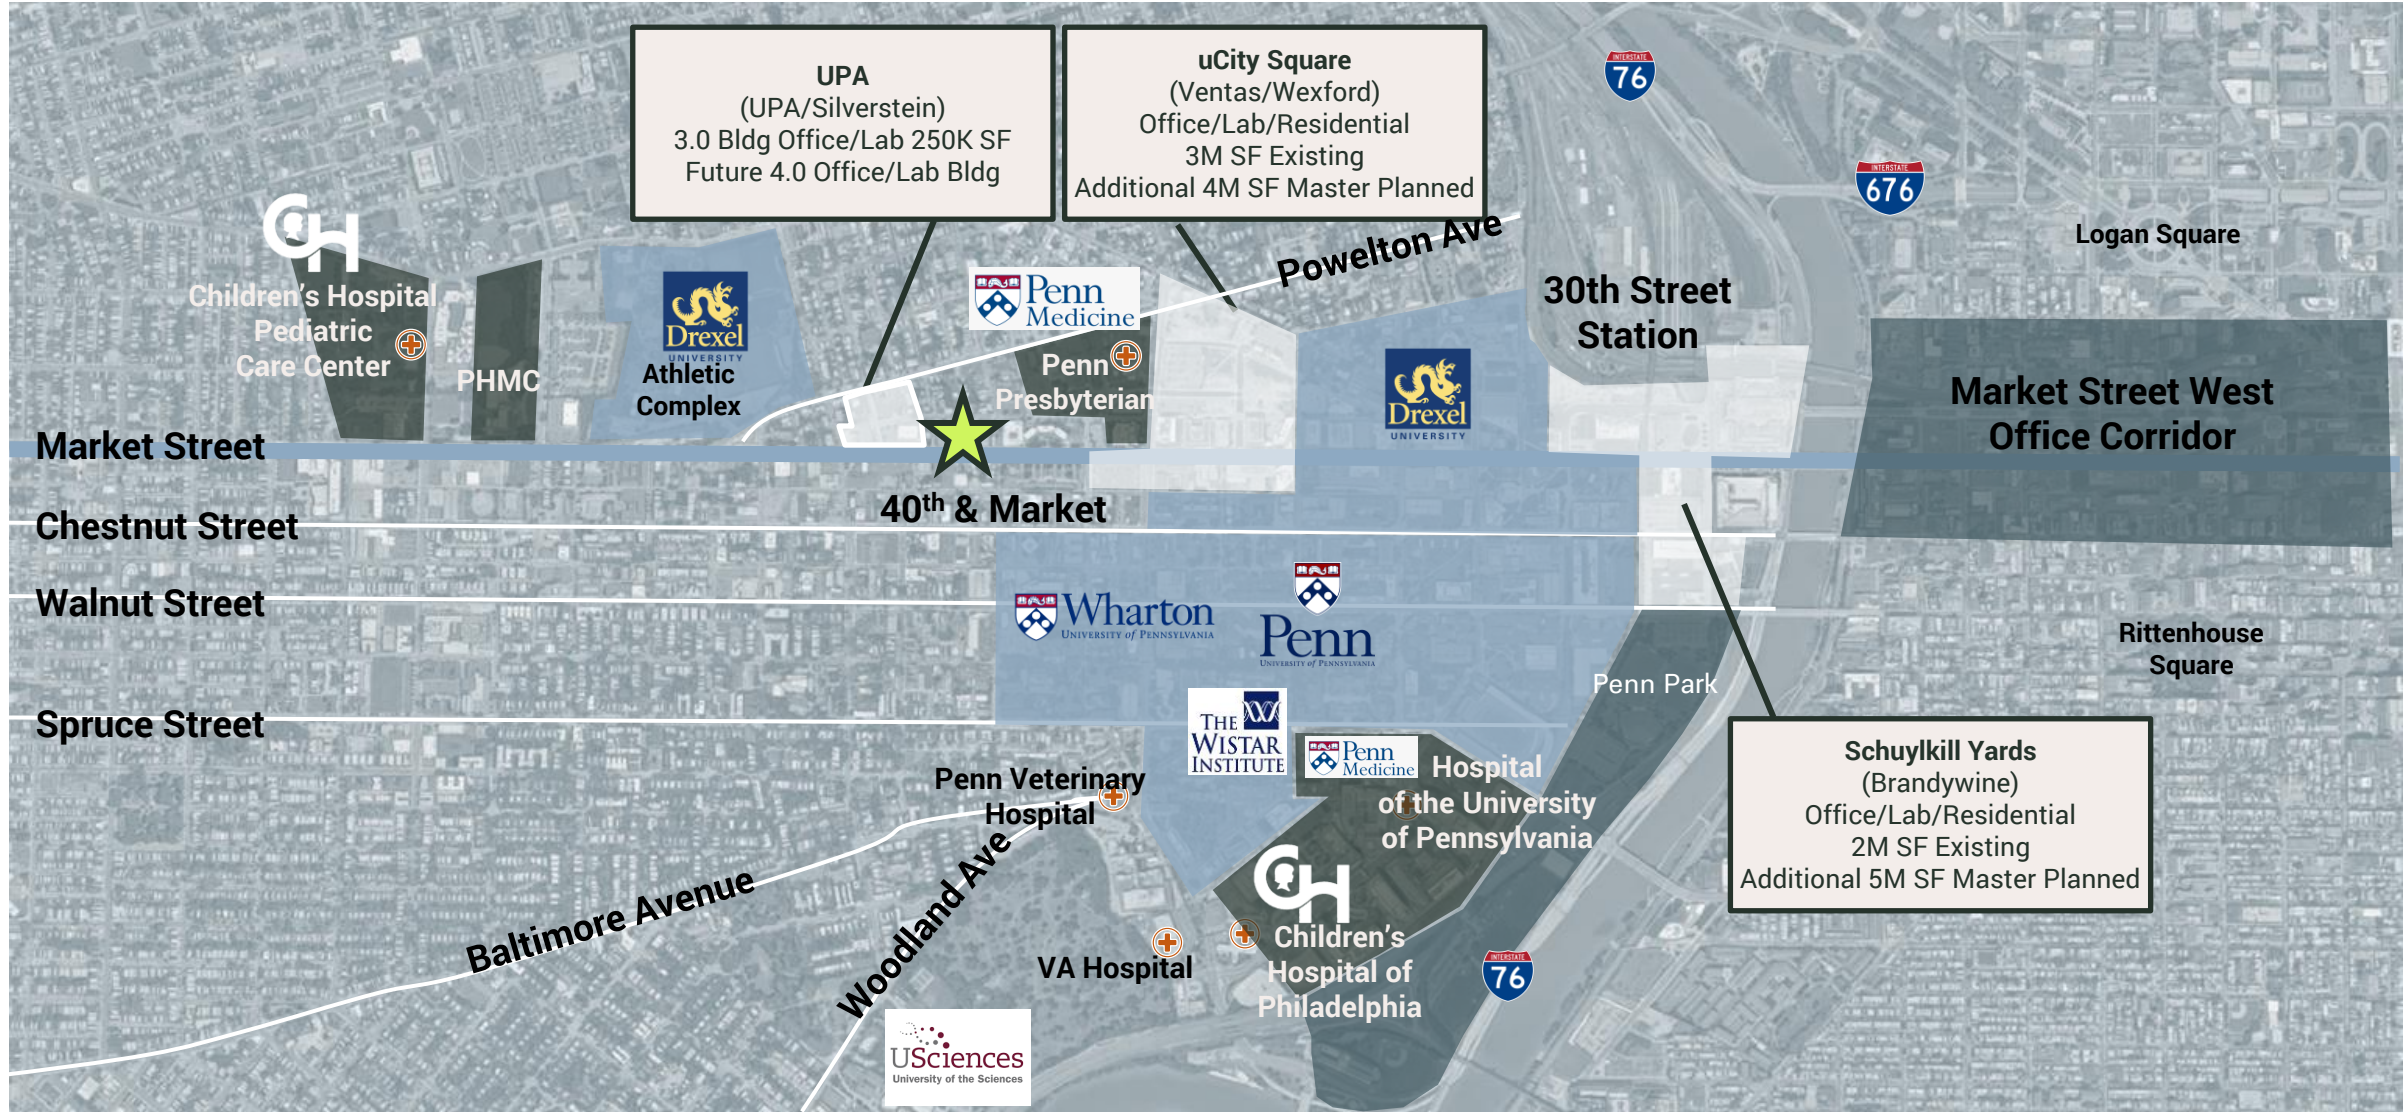 UPA
(UPA/Silverstein)
3.0 Bldg Office/Lab 250K SF
Future 4.0 Office/Lab Bldg
uCity Square
(Ventas/Wexford)
Office/Lab/Residential
3M SF Existing
Additional 4M SF Master Planned
INTERSTATE
76
INTERSTATE
676
Logan Square
Powelton Ave
CH
Children's Hospital
Pediatric
Care Center
PHMC
Drexel
UNIVERSITY
Athletic
Complex
Penn
Medicine
Penn
Presbyterian
Drexel
UNIVERSITY
30th Street
Station
Market Street West
Office Corridor
Market Street
40th & Market
Chestnut Street
Walnut Street
Wharton
UNIVERSITY of PENNSYLVANIA
Penn
UNIVERSITY of PENNSYLVANIA
Rittenhouse
Square
Penn Park
Spruce Street
THE
WISTAR
INSTITUTE
Penn
Medicine
Hospital
of the University
of Pennsylvania
Penn Veterinary
Hospital
Schuylkill Yards
(Brandywine)
Office/Lab/Residential
2M SF Existing
Additional 5M SF Master Planned
Baltimore Avenue
Woodland Ave
VA Hospital
CH
Children's
Hospital of
Philadelphia
INTERSTATE
76
USciences
University of the Sciences